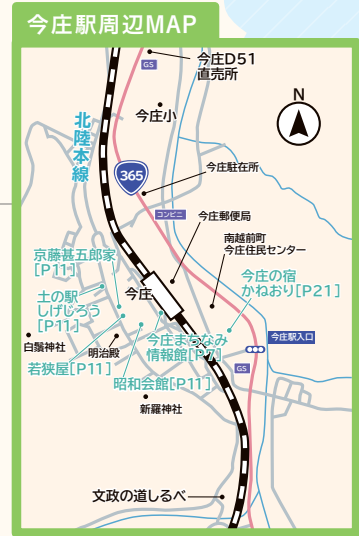 今庄駅周辺MAP
今庄D51
直売所
GS
今庄小
N
北陸本線
365
今庄駐在所
コンビニ
今庄郵便局
南越前町
今庄住民センター
京藤甚五郎家
[P11]
今庄の宿
かねおり[P21]
今庄
土の駅
しげじろう
[P11]
今庄まちなみ
情報館[P7]
今庄駅入口
白鬚神社
明治殿
若狭屋[P11]
昭和会館[P11]
GS
新羅神社
文政の道しるべ